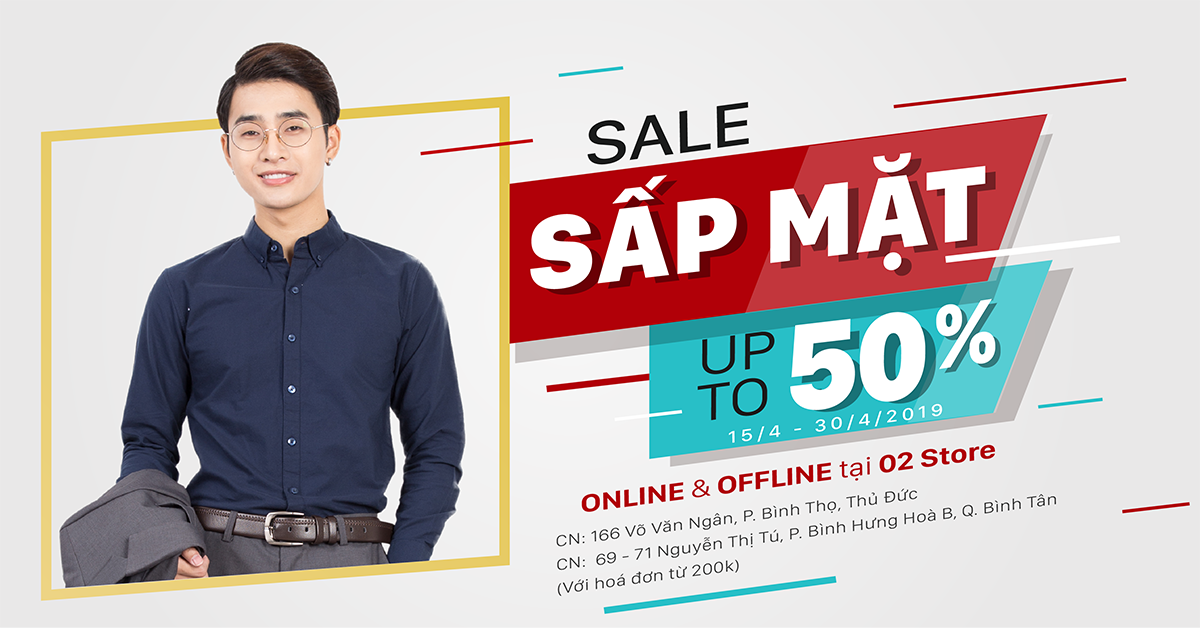 SALE
SẤP MẶT
UP TO 50%
15/4 - 30/4/2019
ONLINE & OFFLINE tại 02 Store
CN: 166 Võ Văn Ngân, P. Bình Thọ, Thủ Đức
CN: 69 - 71 Nguyễn Thị Tú, P. Bình Hưng Hoà B, Q. Bình Tân
(Với hoá đơn từ 200k)